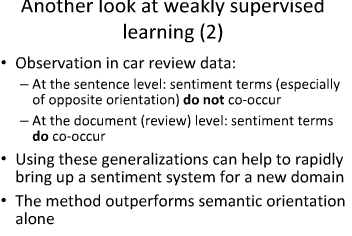 Another look at weakly supervised
learning (2)
• Observation in car review data:
– At the sentence level: sentiment terms (especially
of opposite orientation) do not co-occur
– At the document (review) level: sentiment terms
do co-occur
• Using these generalizations can help to rapidly
bring up a sentiment system for a new domain
• The method outperforms semantic orientation
alone